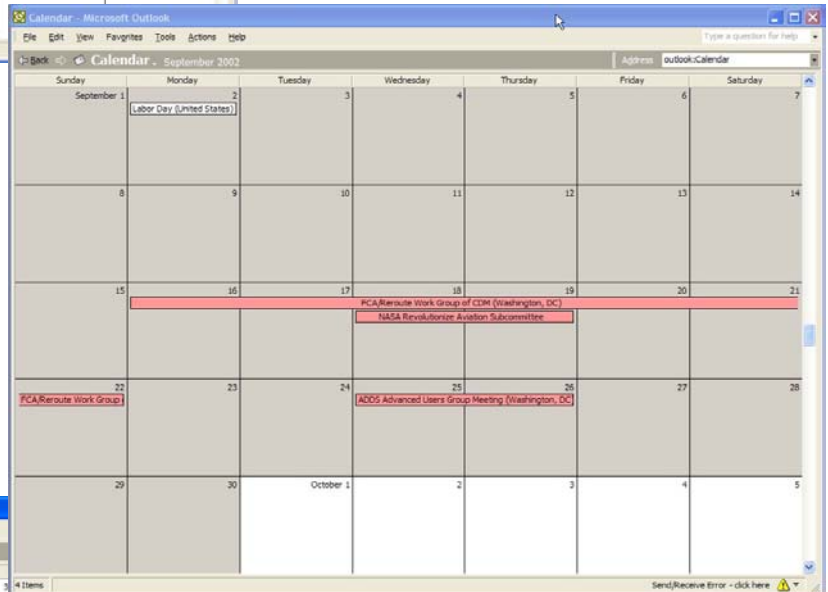 Calendar - Microsoft Outlook
File Edit View Favorites Tools Actions Help
Type a question for help
Back Calendar. September 2002
Address outlook:Calendar
Sunday Monday Tuesday Wednesday Thursday Friday Saturday
September 1 2 3 4 5 6 7
Labor Day (United States)
8 9 10 11 12 13 14
15 16 17 18 19 20 21
FCA/Reroute Work Group of CDM (Washington, DC)
NASA Revolutionize Aviation Subcommittee
22 23 24 25 26 27 28
FCA/Reroute Work Group
ADDS Advanced Users Group Meeting (Washington, DC
29 30 October 1 2 3 4 5
4 Items
Send/Receive Error - click here